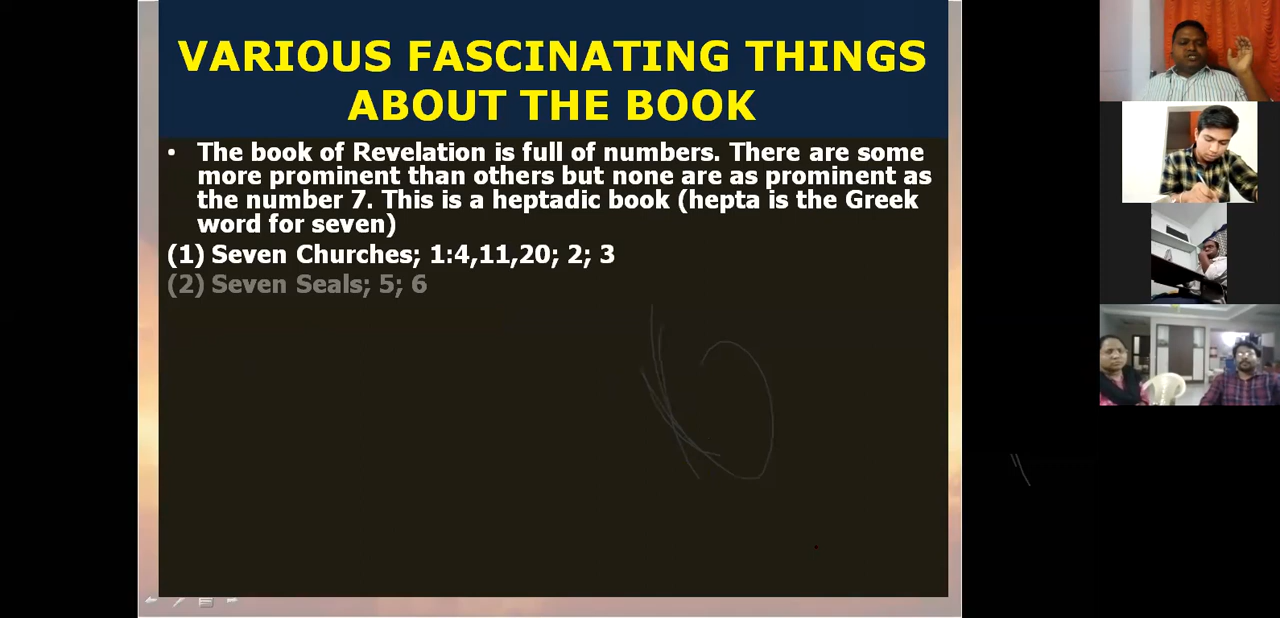 VARIOUS FASCINATING THINGS
ABOUT THE BOOK
• The book of Revelation is full of numbers. There are some
more prominent than others but none are as prominent as
the number 7. This is a heptadic book (hepta is the Greek
word for seven)
(1) Seven Churches; 1:4,11,20; 2; 3
(2) Seven Seals; 5; 6